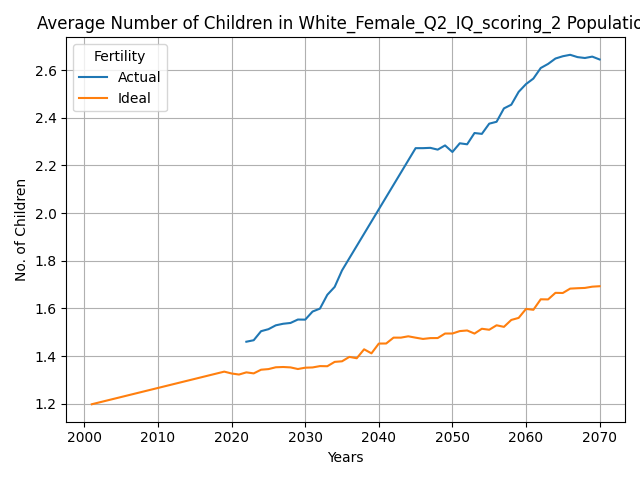 Average Number of Children in White_Female_Q2_IQ_scoring_2 Populatio
Fertility
Actual
Ideal
No. of Children
2.6
2.4
2.2
2.0
1.8
1.6
1.4
1.2
2000 2010 2020 2030 2040 2050 2060 2070
Years